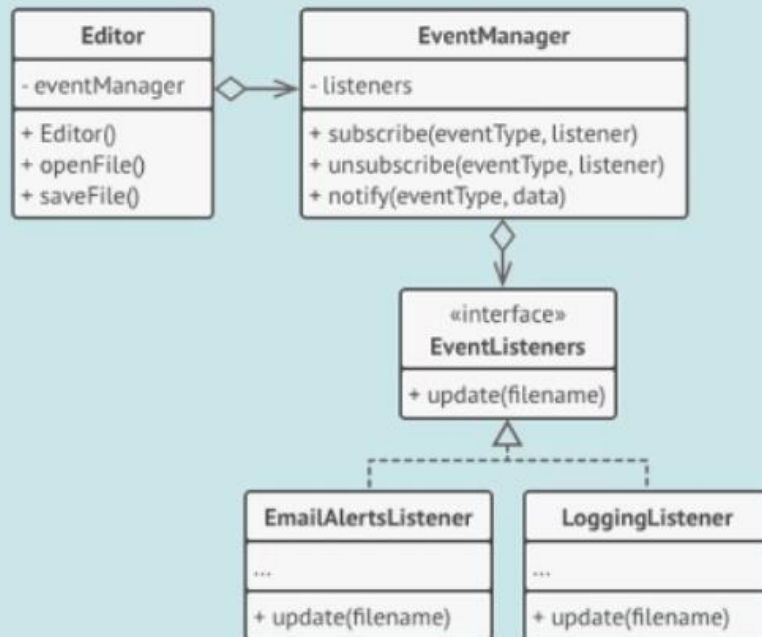 Editor
- eventManager
+ Editor()
+ openFile()
+ saveFile()
EventManager
- listeners
+ subscribe(eventType, listener)
+ unsubscribe(eventType, listener)
+ notify(eventType, data)
«interface»
EventListeners
+ update(filename)
EmailAlertsListener
...
+ update(filename)
LoggingListener
...
+ update(filename)